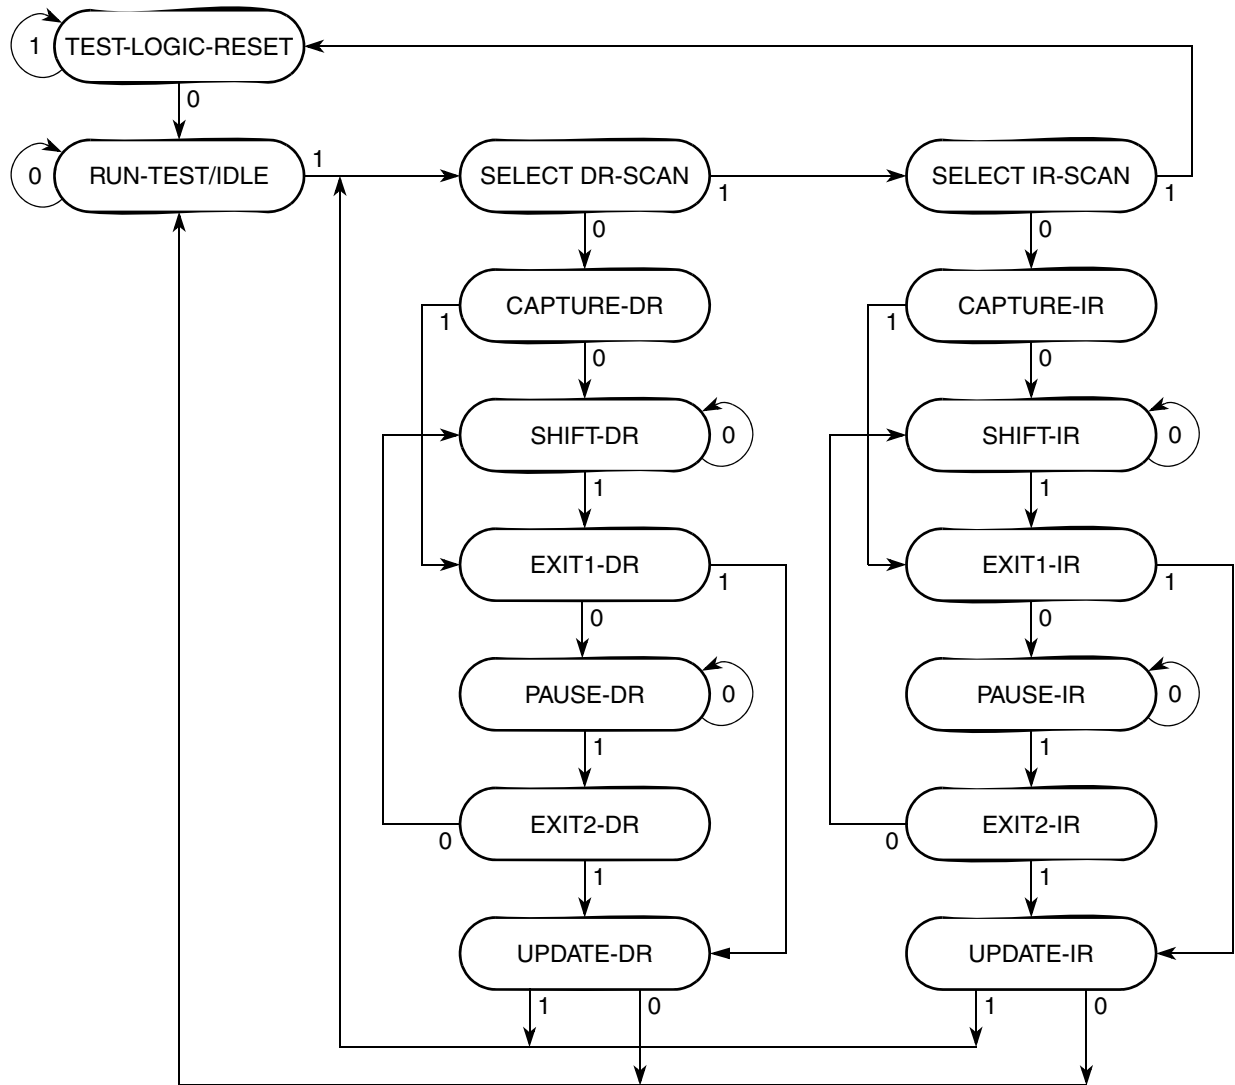 1
TEST-LOGIC-RESET
0
0
RUN-TEST/IDLE
1
SELECT DR-SCAN
1
SELECT IR-SCAN
1
0
0
CAPTURE-DR
1
CAPTURE-IR
1
0
0
SHIFT-DR
0
SHIFT-IR
0
1
1
EXIT1-DR
1
EXIT1-IR
1
0
0
PAUSE-DR
0
PAUSE-IR
0
1
1
EXIT2-DR
0
EXIT2-IR
0
1
1
UPDATE-DR
UPDATE-IR
1
0
1
0